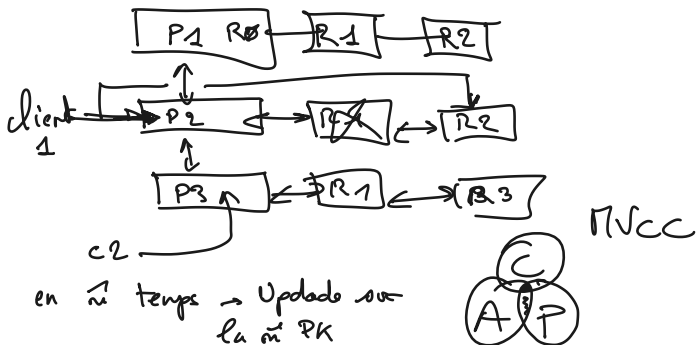 P1 R0 R1 R2
client 1 P2 R1 R2
P3 R1 R3
c2
MVCC
en m̂ temps → Update sur
la m̂ PK
C
A P